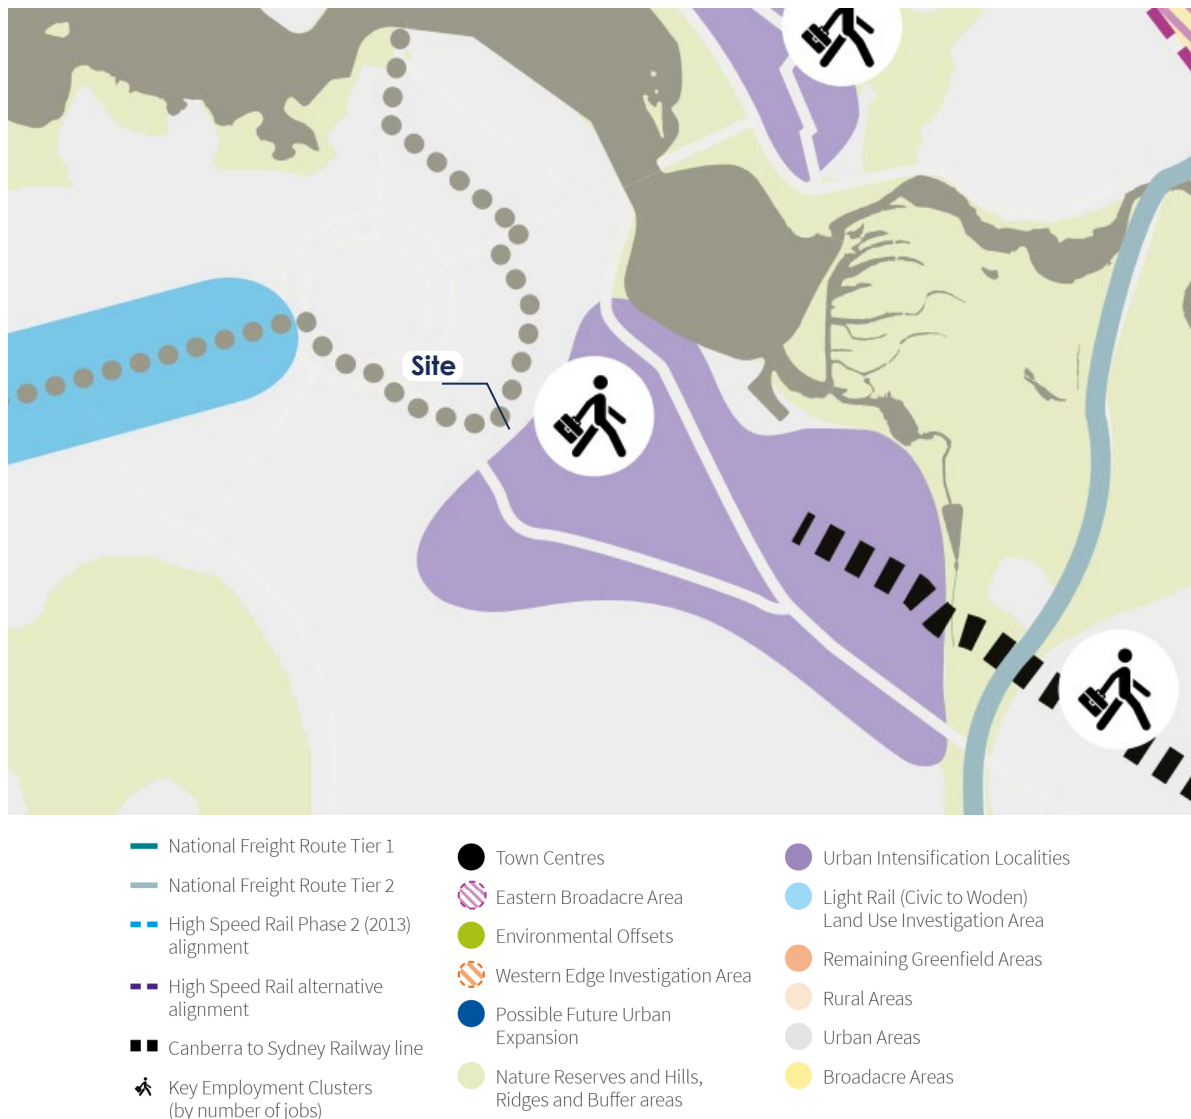 Site
National Freight Route Tier 1
National Freight Route Tier 2
High Speed Rail Phase 2 (2013)
alignment
High Speed Rail alternative
alignment
Canberra to Sydney Railway line
Key Employment Clusters
(by number of jobs)
Town Centres
Eastern Broadacre Area
Environmental Offsets
Western Edge Investigation Area
Possible Future Urban
Expansion
Nature Reserves and Hills,
Ridges and Buffer areas
Urban Intensification Localities
Light Rail (Civic to Woden)
Land Use Investigation Area
Remaining Greenfield Areas
Rural Areas
Urban Areas
Broadacre Areas